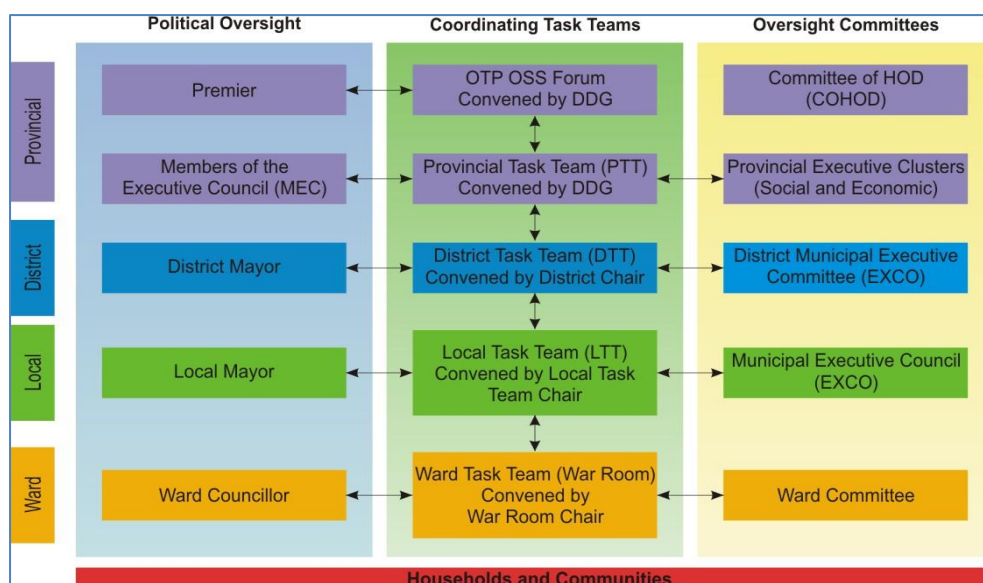 Political Oversight
Coordinating Task Teams
Oversight Committees
Provincial
Premier
OTP OSS Forum
Convened by DDG
Committee of HOD
(COHOD)
Members of the
Executive Council (MEC)
Provincial Task Team (PTT)
Convened by DDG
Provincial Executive Clusters
(Social and Economic)
District
District Mayor
District Task Team (DTT)
Convened by District Chair
District Municipal Executive
Committee (EXCO)
Local
Local Mayor
Local Task Team (LTT)
Convened by Local Task
Team Chair
Municipal Executive Council
(EXCO)
Ward
Ward Councillor
Ward Task Team (War Room)
Convened by
War Room Chair
Ward Committee
Households and Communities